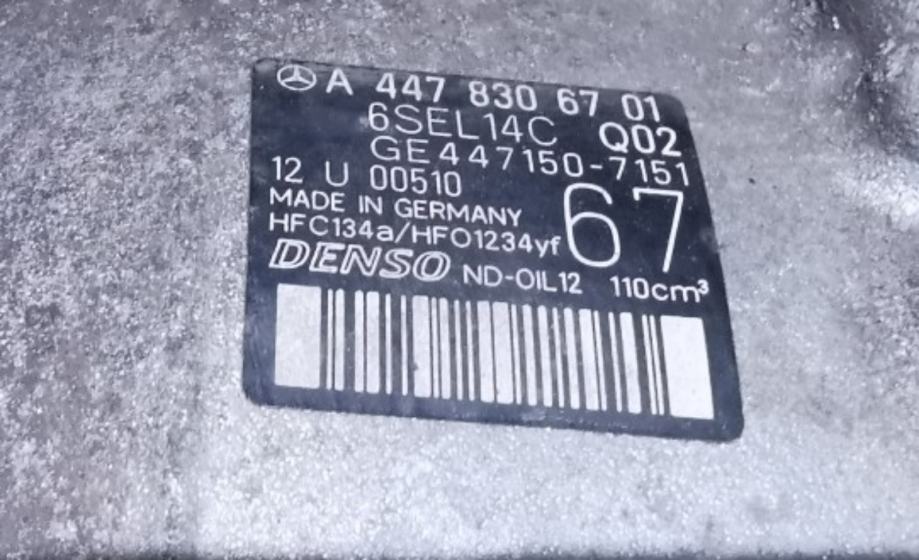 A 447 830 67 01
6SEL14C Q02
GE447150-7151
12 U 00510
MADE IN GERMANY
HFC134a/HFO1234yf
67
DENSO ND-OIL12 110cm³